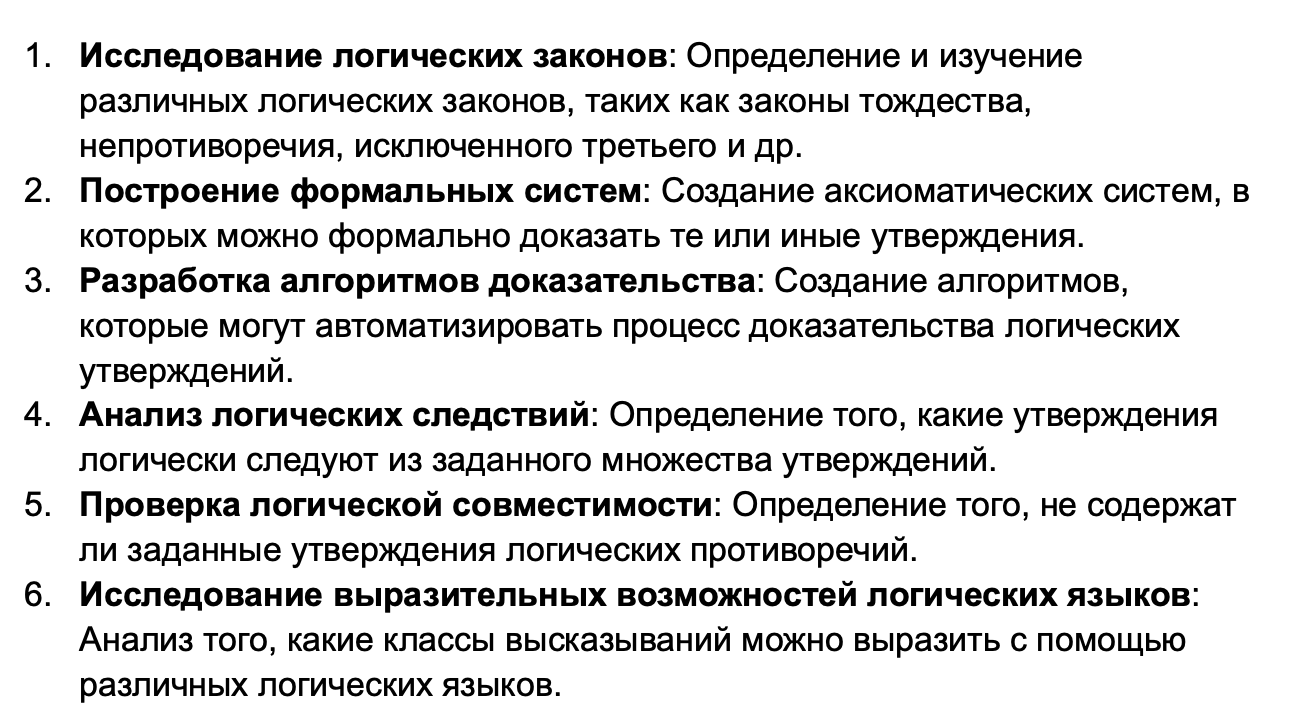 1. Исследование логических законов: Определение и изучение
различных логических законов, таких как законы тождества,
непротиворечия, исключенного третьего и др.
2. Построение формальных систем: Создание аксиоматических систем, в
которых можно формально доказать те или иные утверждения.
3. Разработка алгоритмов доказательства: Создание алгоритмов,
которые могут автоматизировать процесс доказательства логических
утверждений.
4. Анализ логических следствий: Определение того, какие утверждения
логически следуют из заданного множества утверждений.
5. Проверка логической совместимости: Определение того, не содержат
ли заданные утверждения логических противоречий.
6. Исследование выразительных возможностей логических языков:
Анализ того, какие классы высказываний можно выразить с помощью
различных логических языков.